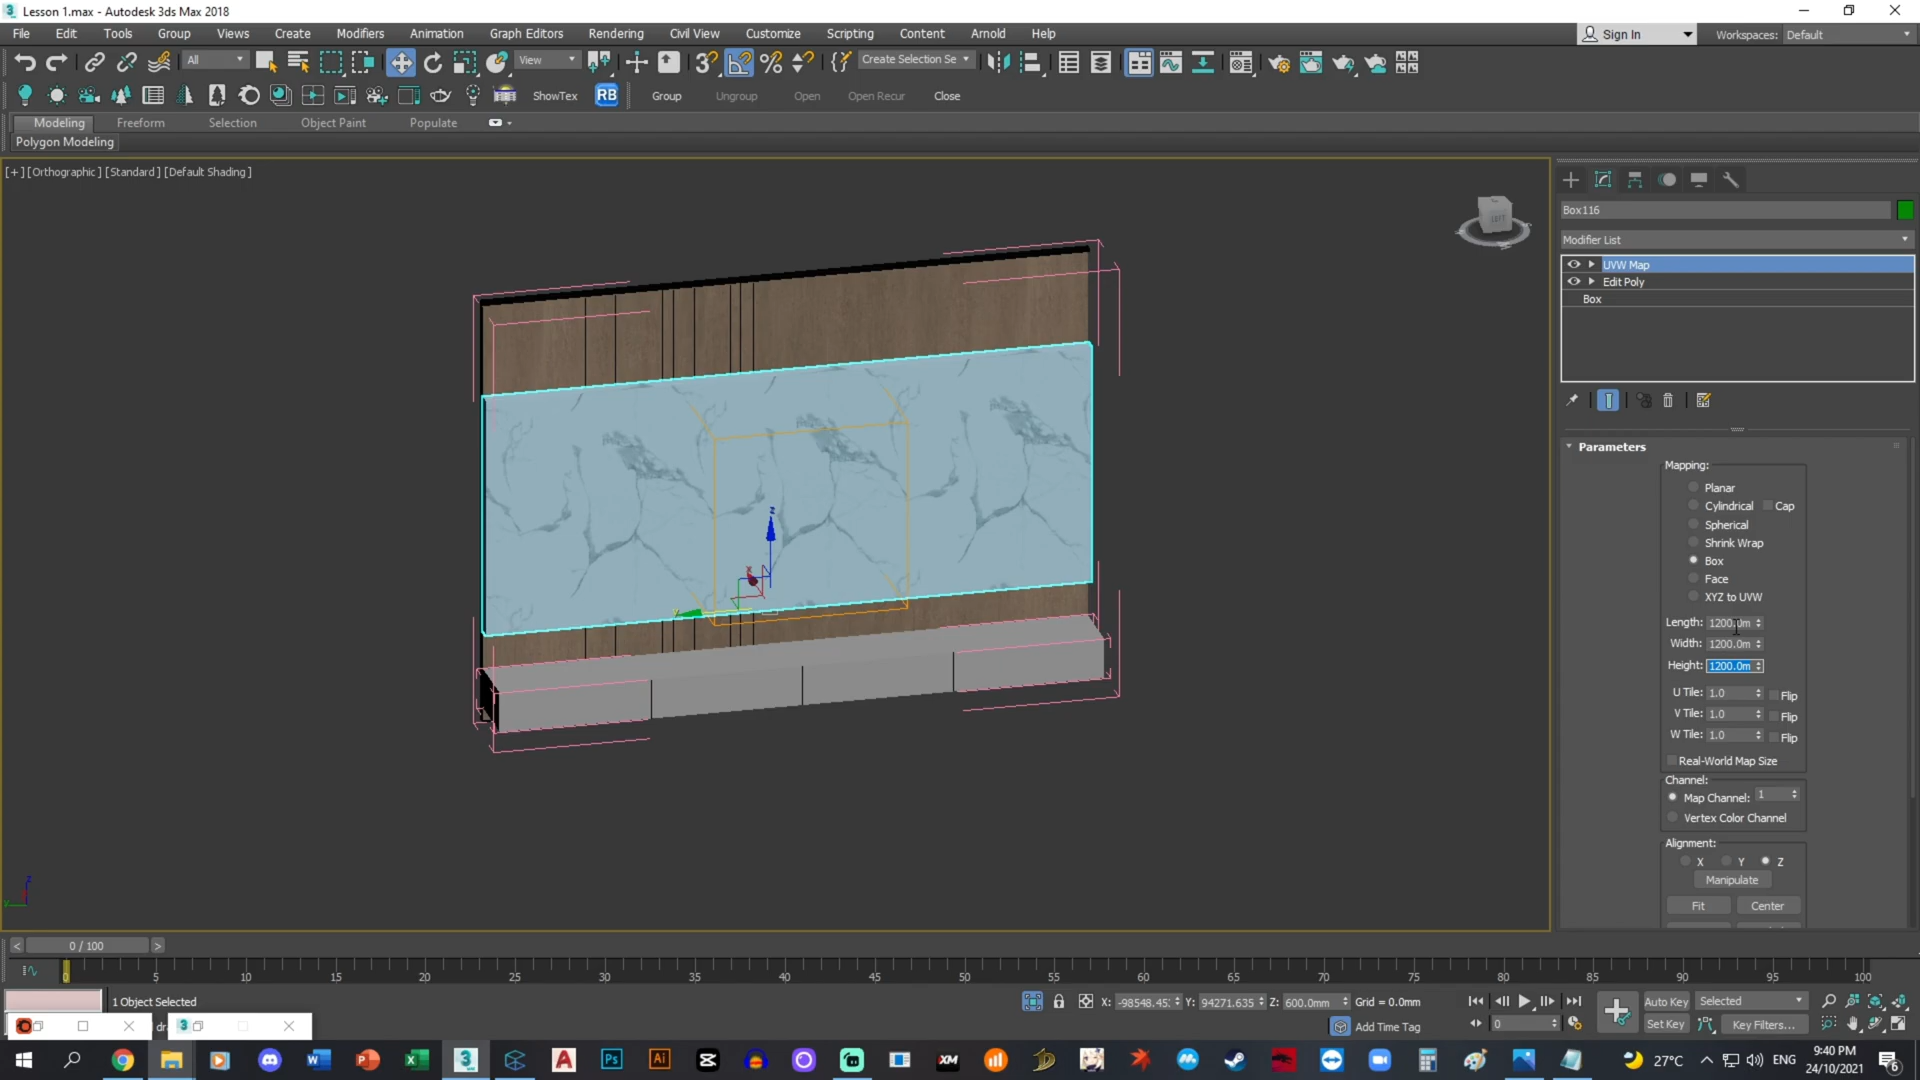 Lesson 1.max - Autodesk 3ds Max 2018
File Edit Tools Group Views Create Modifiers Animation Graph Editors Rendering Civil View Customize Scripting Content Arnold Help
Sign In Workspaces: Default
All View Create Selection Se
ShowTex RB Group Ungroup Open Open Recur Close
Modeling Freeform Selection Object Paint Populate
Polygon Modeling
[+] [Orthographic ] [Standard ] [Default Shading ]
Box116
Modifier List
UVW Map
Edit Poly
Box
Parameters
Mapping:
Planar
Cylindrical Cap
Spherical
Shrink Wrap
Box
Face
XYZ to UVW
Length: 1200.0m
Width: 1200.0m
Height: 1200.0m
U Tile: 1.0 Flip
V Tile: 1.0 Flip
W Tile: 1.0 Flip
Real-World Map Size
Channel:
Map Channel: 1
Vertex Color Channel
Alignment:
X Y Z
Manipulate
Fit Center
0 / 100
0 5 10 15 20 25 30 35 40 45 50 55 60 65 70 75 80 85 90 95 100
1 Object Selected
X: -98548.45: Y: 94271.635 Z: 600.0mm Grid = 0.0mm
Add Time Tag
0
Auto Key Selected
Set Key Key Filters...
27°C ENG
9:40 PM
24/10/2021
6